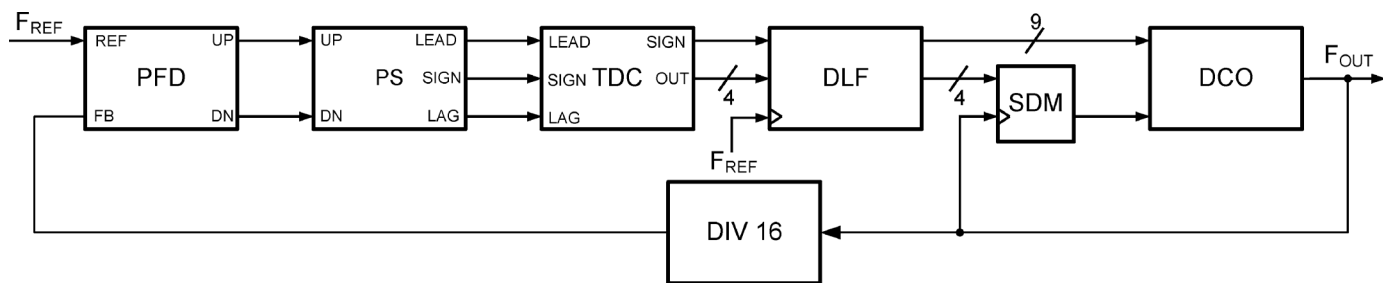 FREF
REF
UP
PFD
FB
DN
UP
LEAD
PS
SIGN
DN
LAG
LEAD
SIGN
SIGN
TDC
OUT
LAG
4
FREF
DLF
9
4
SDM
DCO
FOUT
DIV 16